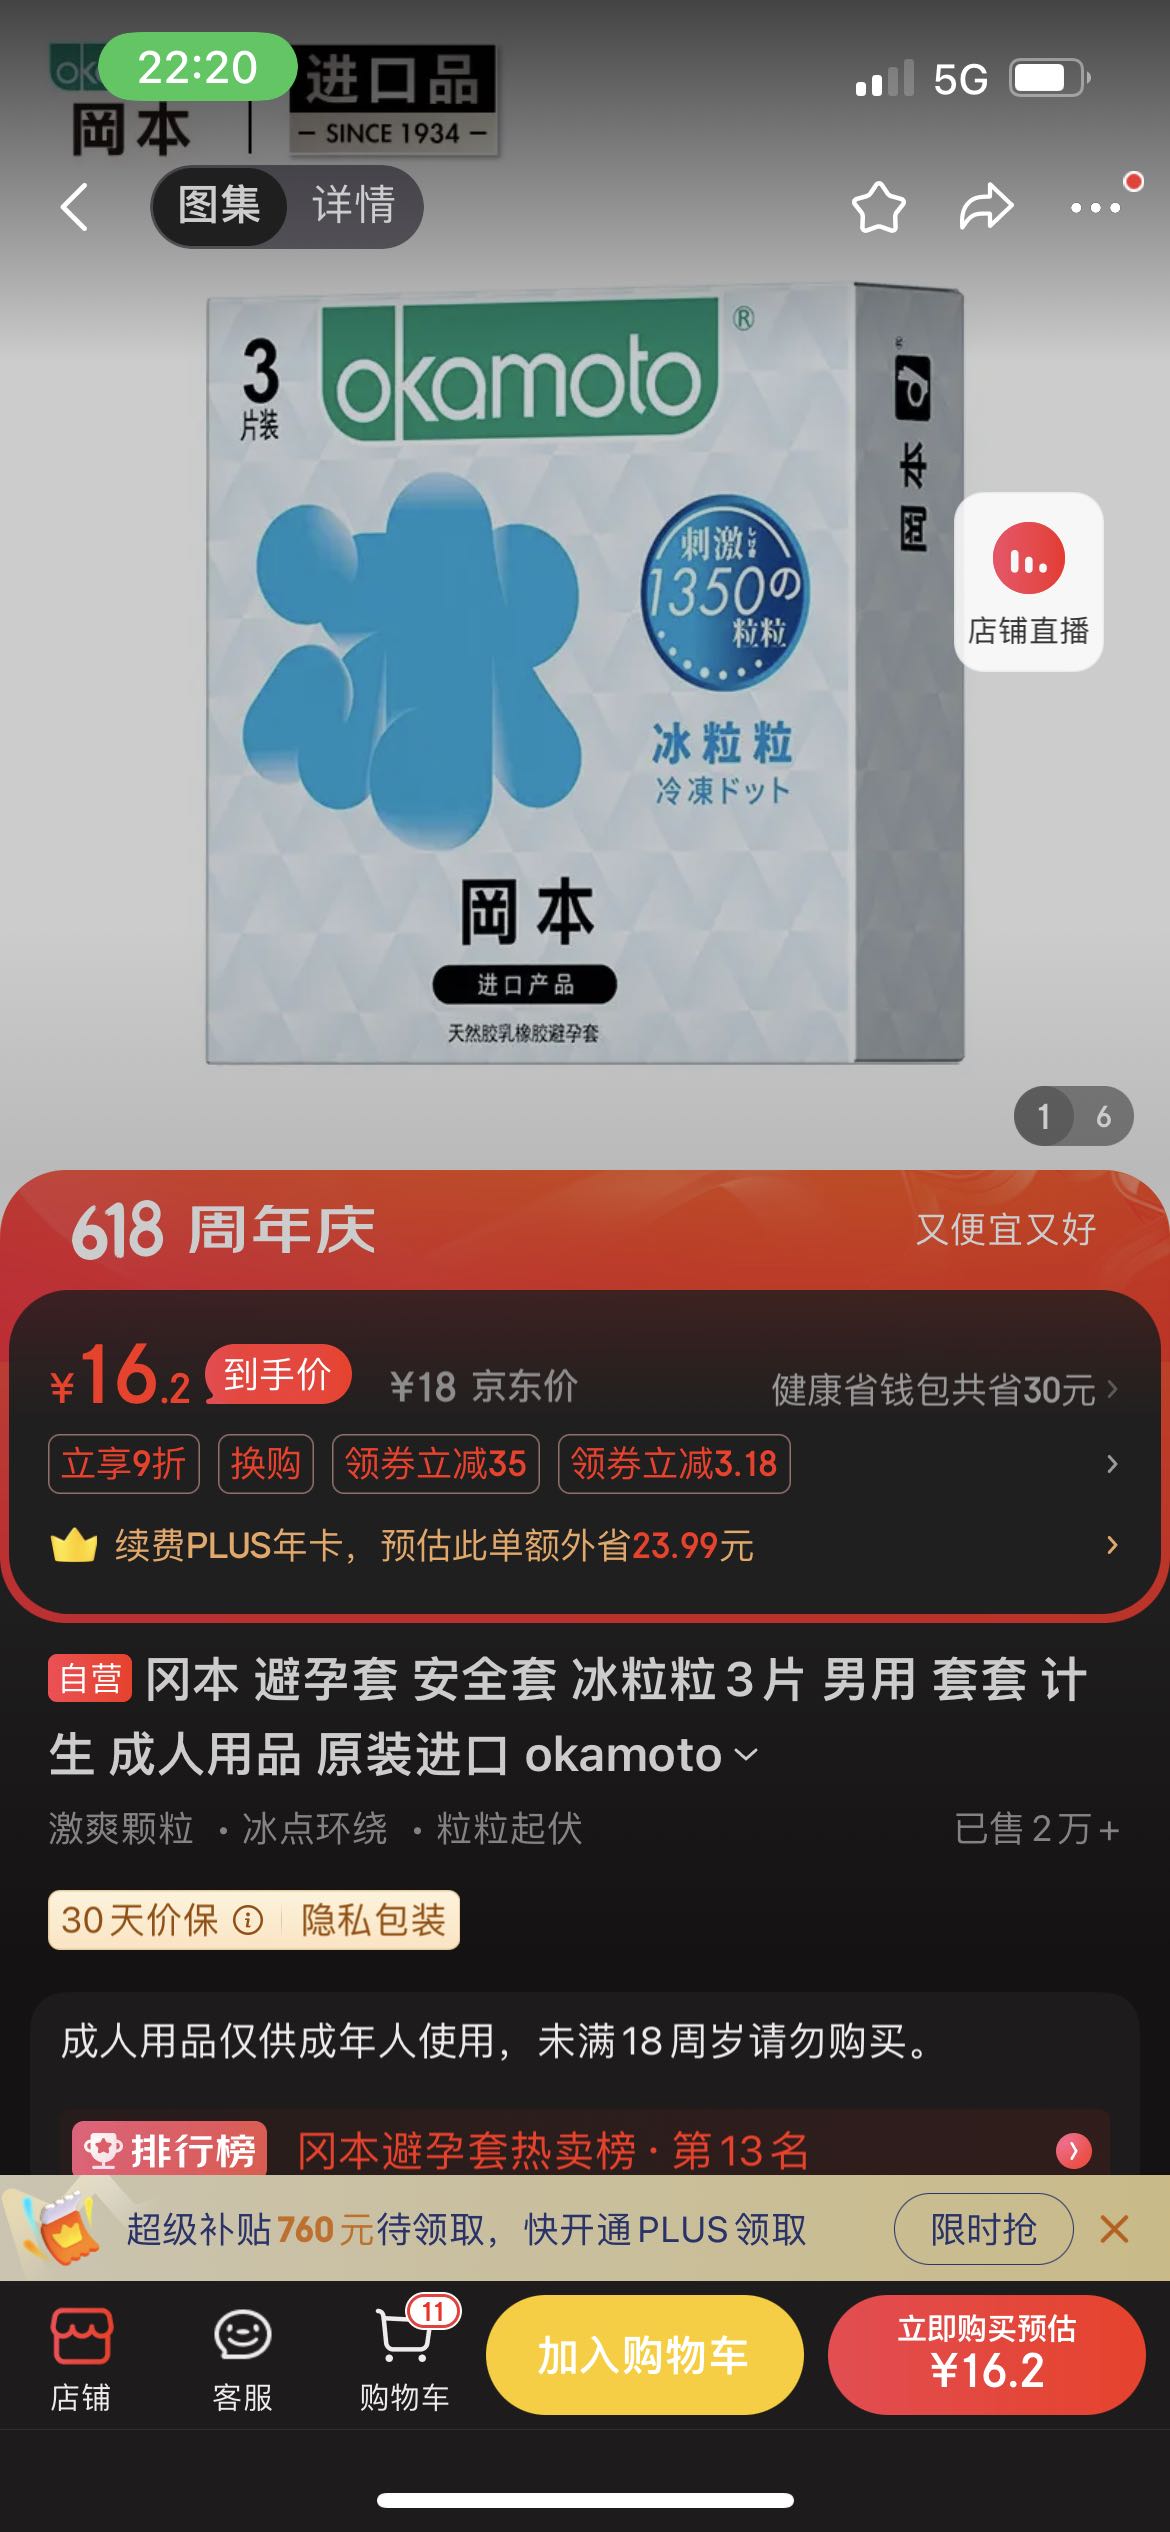 22:20
5G
岡本
进口品
SINCE 1934
图集
详情
3
片装
okamoto
®
刺激
しげき
1350の
粒粒
冰粒粒
冷凍ドット
岡本
进口产品
天然胶乳橡胶避孕套
岡本
店铺直播
1 6
618 周年庆
又便宜又好
¥16.2 到手价 ¥18 京东价
健康省钱包共省30元
立享9折 换购 领券立减35 领券立减3.18
续费PLUS年卡，预估此单额外省23.99元
自营 冈本 避孕套 安全套 冰粒粒3片 男用 套套 计
生 成人用品 原装进口 okamoto
激爽颗粒 · 冰点环绕 · 粒粒起伏
已售2万+
30天价保 隐私包装
成人用品仅供成年人使用，未满18周岁请勿购买。
排行榜 冈本避孕套热卖榜·第13名
超级补贴760元待领取，快开通PLUS领取
限时抢
店铺
客服
11
购物车
加入购物车
立即购买预估
¥16.2